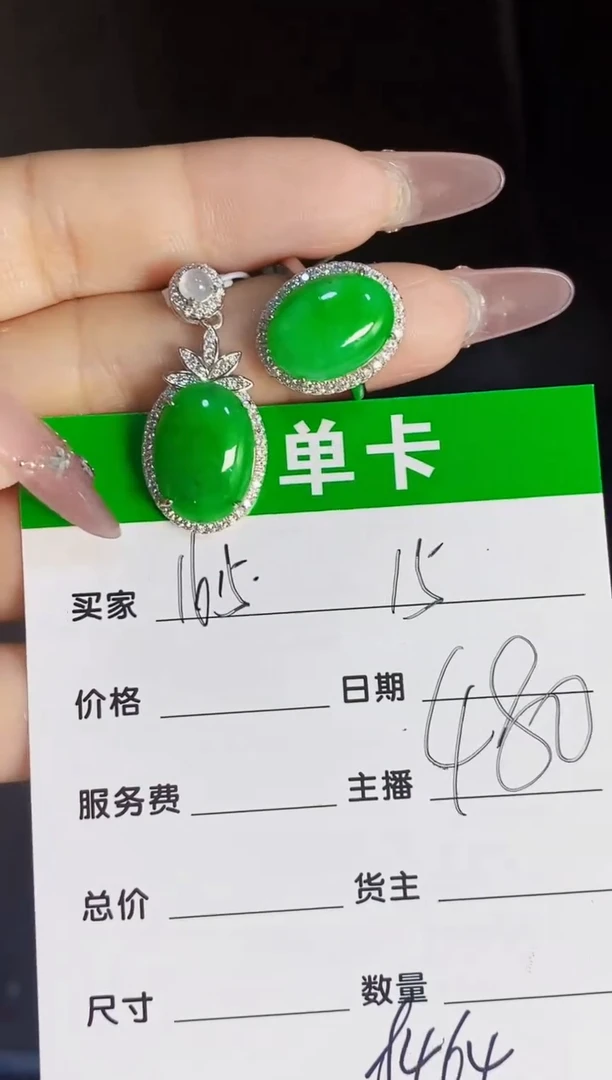 单卡
买家 165. 15
价格 日期 480
服务费 主播
总价 货主
尺寸 数量